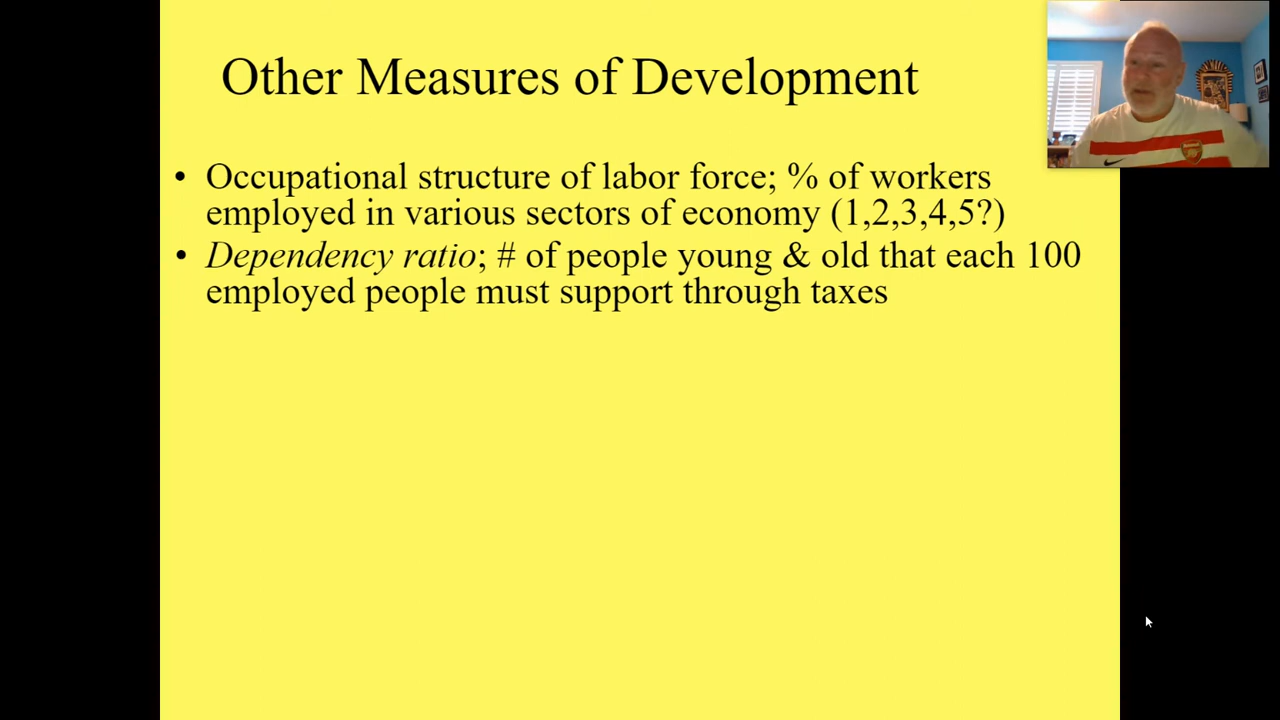 Other Measures of Development
• Occupational structure of labor force; % of workers
employed in various sectors of economy (1,2,3,4,5?)
• Dependency ratio; # of people young & old that each 100
employed people must support through taxes